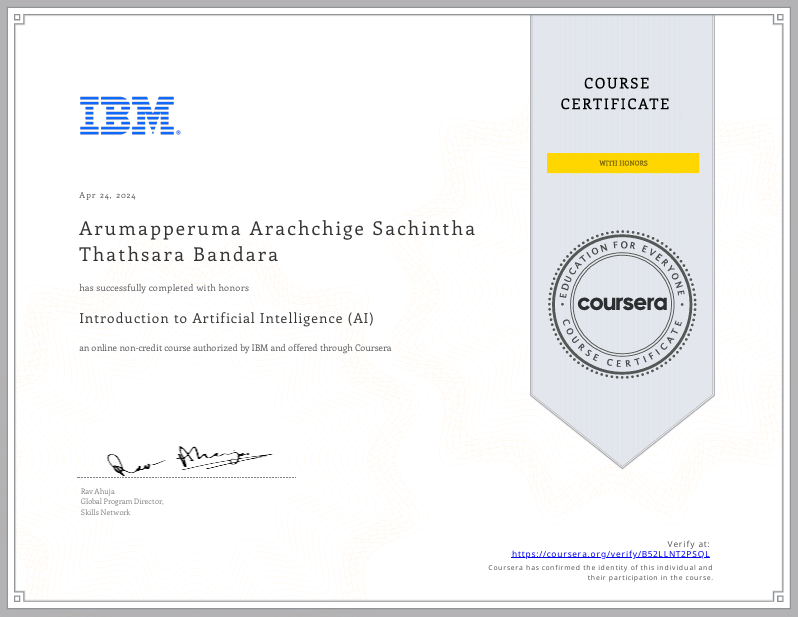 IBM®
Apr 24, 2024
Arumapperuma Arachchige Sachintha
Thathsara Bandara
has successfully completed with honors
Introduction to Artificial Intelligence (AI)
an online non-credit course authorized by IBM and offered through Coursera
Rav Ahuja
Global Program Director,
Skills Network
COURSE
CERTIFICATE
WITH HONORS
EDUCATION FOR EVERYONE
coursera
COURSE CERTIFICATE
Verify at:
https://coursera.org/verify/B52LLNT2PSQL
Coursera has confirmed the identity of this individual and
their participation in the course.